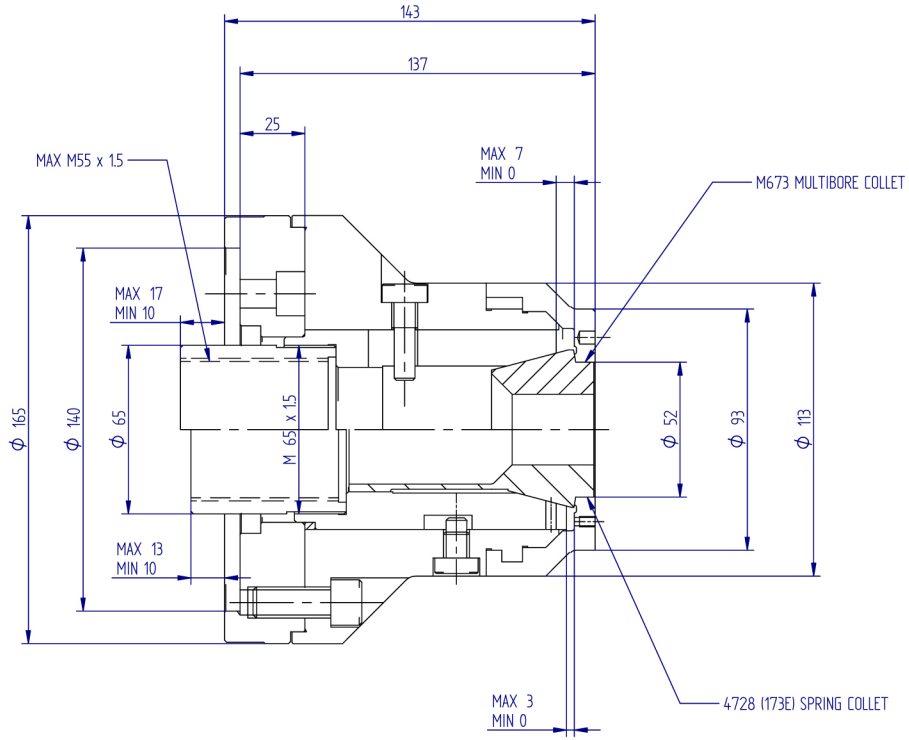 143
137
25
MAX M55 x 1.5
MAX 7
MIN 0
M673 MULTIBORE COLLET
MAX 17
MIN 10
ϕ 165
ϕ 140
ϕ 65
M 65 x 1.5
ϕ 52
ϕ 93
ϕ 113
MAX 13
MIN 10
MAX 3
MIN 0
4728 (173E) SPRING COLLET